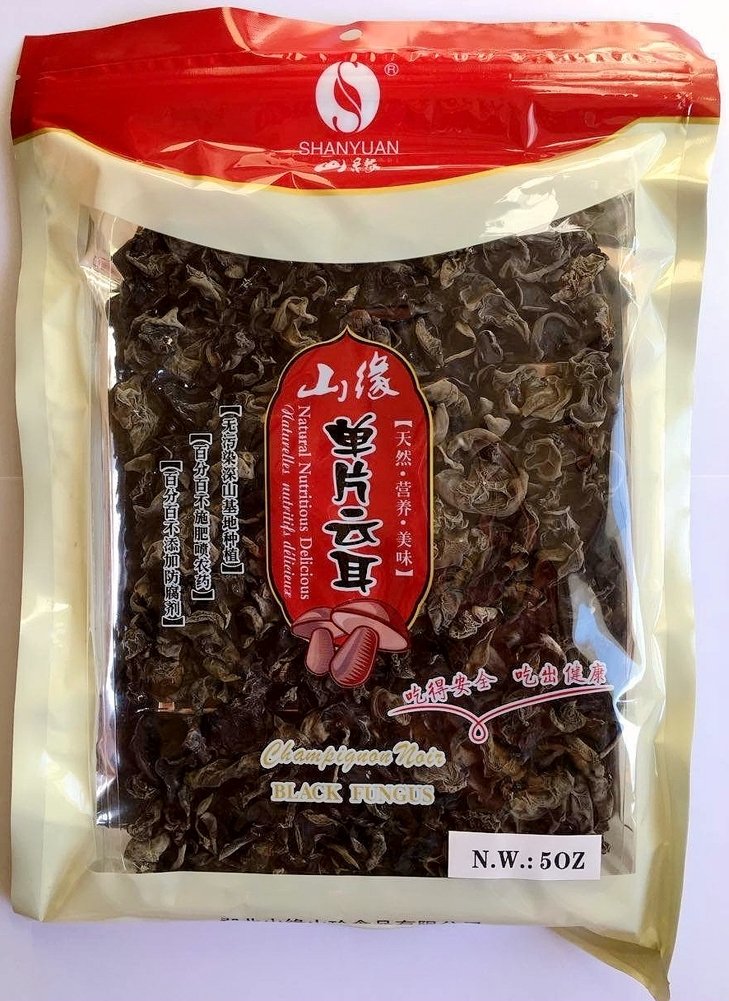 ®
SHANYUAN
山缘
山缘
【天然·营养·美味】
单片云耳
Natural Nutritious Delicious
Naturelles nutritifs délicieux
【无污染深山基地种植】
【百分百不施肥喷农药】
【百分百不添加防腐剂】
吃得安全 吃出健康
Champignon Noir
BLACK FUNGUS
N.W.: 5OZ